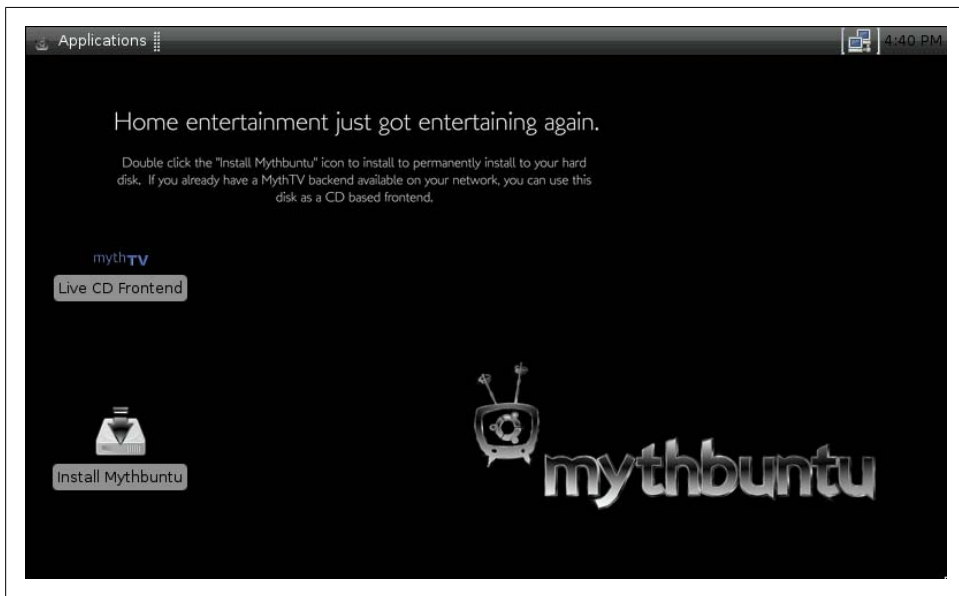 Applications
4:40 PM
Home entertainment just got entertaining again.
Double click the "Install Mythbuntu" icon to install to permanently install to your hard
disk. If you already have a MythTV backend available on your network, you can use this
disk as a CD based frontend.
mythTV
Live CD Frontend
Install Mythbuntu
mythbuntu